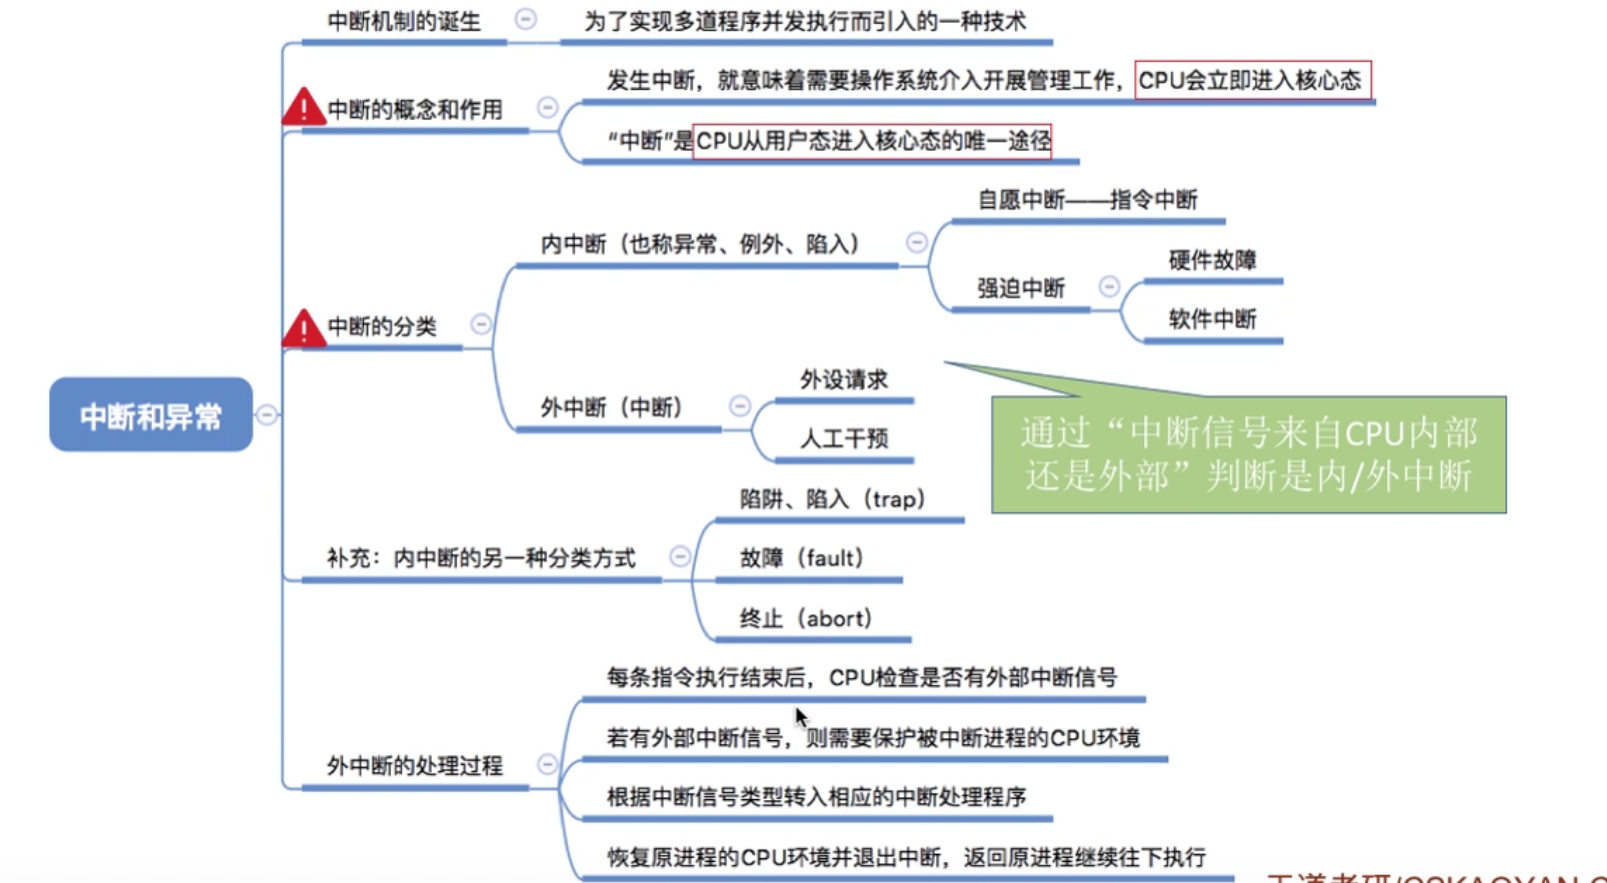 中断机制的诞生
为了实现多道程序并发执行而引入的一种技术
中断的概念和作用
发生中断，就意味着需要操作系统介入开展管理工作，CPU会立即进入核心态
“中断”是CPU从用户态进入核心态的唯一途径
中断和异常
中断的分类
内中断（也称异常、例外、陷入）
自愿中断——指令中断
强迫中断
硬件故障
软件中断
外中断（中断）
外设请求
人工干预
通过“中断信号来自CPU内部
还是外部”判断是内/外中断
补充：内中断的另一种分类方式
陷阱、陷入（trap）
故障（fault）
终止（abort）
外中断的处理过程
每条指令执行结束后，CPU检查是否有外部中断信号
若有外部中断信号，则需要保护被中断进程的CPU环境
根据中断信号类型转入相应的中断处理程序
恢复原进程的CPU环境并退出中断，返回原进程继续往下执行